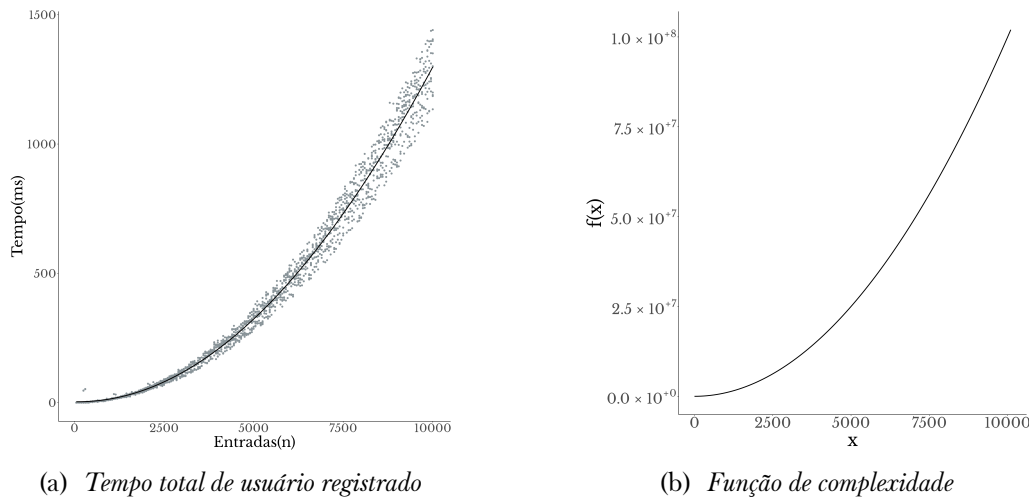 1500
1000
500
0
Tempo(ms)
0 2500 5000 7500 10000
Entradas(n)
(a) Tempo total de usuário registrado
1.0 × 10⁺⁸
7.5 × 10⁺⁷
5.0 × 10⁺⁷
2.5 × 10⁺⁷
0.0 × 10⁺⁰
f(x)
0 2500 5000 7500 10000
x
(b) Função de complexidade